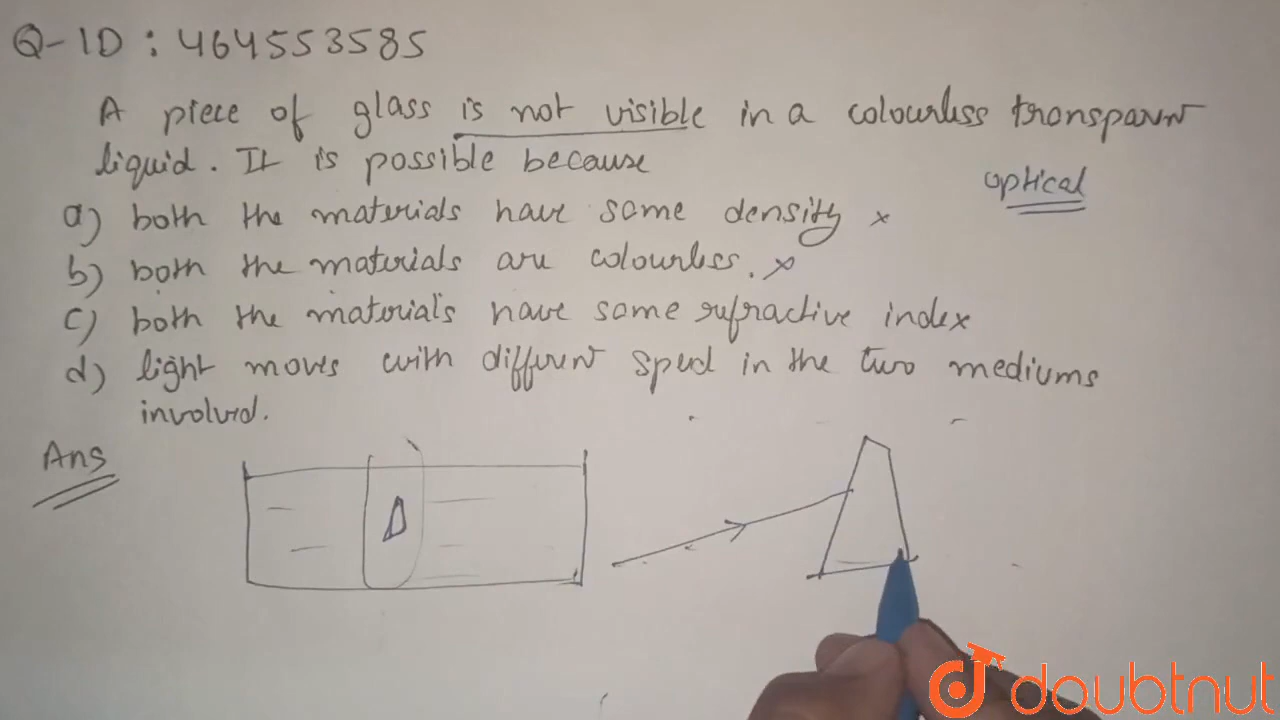 Q-ID : 464553585
A piece of glass is not visible in a colourless transparent
liquid. It is possible because
optical
a) both the materials have same density ×
b) both the materials are colourless. ×
c) both the materials have same refractive index
d) light moves with different speed in the two mediums
involved.
Ans
doubtnut